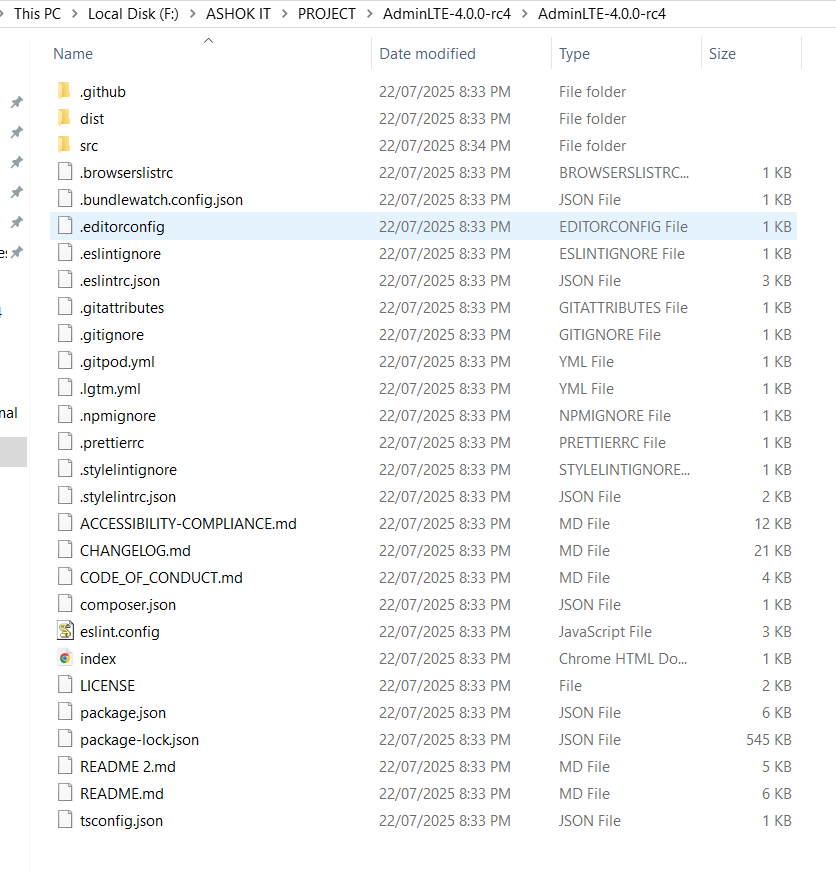 This PC > Local Disk (F:) > ASHOK IT > PROJECT > AdminLTE-4.0.0-rc4 > AdminLTE-4.0.0-rc4
Name Date modified Type Size
.github 22/07/2025 8:33 PM File folder
dist 22/07/2025 8:33 PM File folder
src 22/07/2025 8:34 PM File folder
.browserslistrc 22/07/2025 8:33 PM BROWSERSLISTRC... 1 KB
.bundlewatch.config.json 22/07/2025 8:33 PM JSON File 1 KB
.editorconfig 22/07/2025 8:33 PM EDITORCONFIG File 1 KB
.eslintignore 22/07/2025 8:33 PM ESLINTIGNORE File 1 KB
.eslintrc.json 22/07/2025 8:33 PM JSON File 3 KB
.gitattributes 22/07/2025 8:33 PM GITATTRIBUTES File 1 KB
.gitignore 22/07/2025 8:33 PM GITIGNORE File 1 KB
.gitpod.yml 22/07/2025 8:33 PM YML File 1 KB
.lgtm.yml 22/07/2025 8:33 PM YML File 1 KB
nal
.npmignore 22/07/2025 8:33 PM NPMIGNORE File 1 KB
.prettierrc 22/07/2025 8:33 PM PRETTIERRC File 1 KB
.stylelintignore 22/07/2025 8:33 PM STYLELINTIGNORE... 1 KB
.stylelintrc.json 22/07/2025 8:33 PM JSON File 2 KB
ACCESSIBILITY-COMPLIANCE.md 22/07/2025 8:33 PM MD File 12 KB
CHANGELOG.md 22/07/2025 8:33 PM MD File 21 KB
CODE_OF_CONDUCT.md 22/07/2025 8:33 PM MD File 4 KB
composer.json 22/07/2025 8:33 PM JSON File 1 KB
eslint.config 22/07/2025 8:33 PM JavaScript File 3 KB
index 22/07/2025 8:33 PM Chrome HTML Do... 1 KB
LICENSE 22/07/2025 8:33 PM File 2 KB
package.json 22/07/2025 8:33 PM JSON File 6 KB
package-lock.json 22/07/2025 8:33 PM JSON File 545 KB
README 2.md 22/07/2025 8:33 PM MD File 5 KB
README.md 22/07/2025 8:33 PM MD File 6 KB
tsconfig.json 22/07/2025 8:33 PM JSON File 1 KB